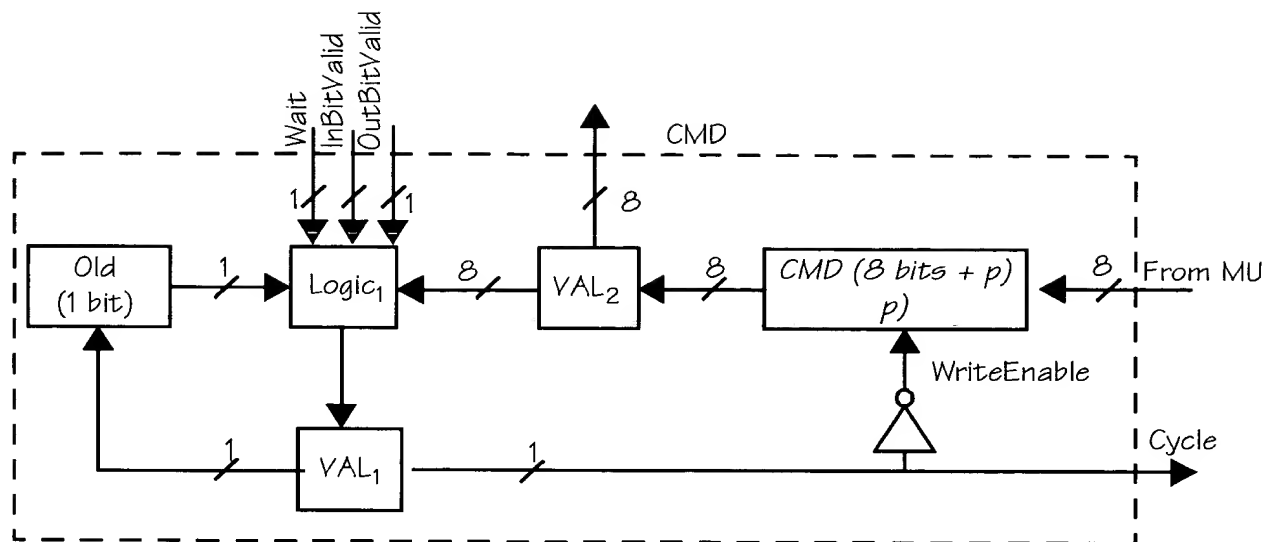 Wait
InBitValid
OutBitValid
CMD
1
1
8
Old
(1 bit)
1
Logic₁
8
VAL₂
8
CMD (8 bits + p)
p)
8
From MU
WriteEnable
1
VAL₁
1
Cycle